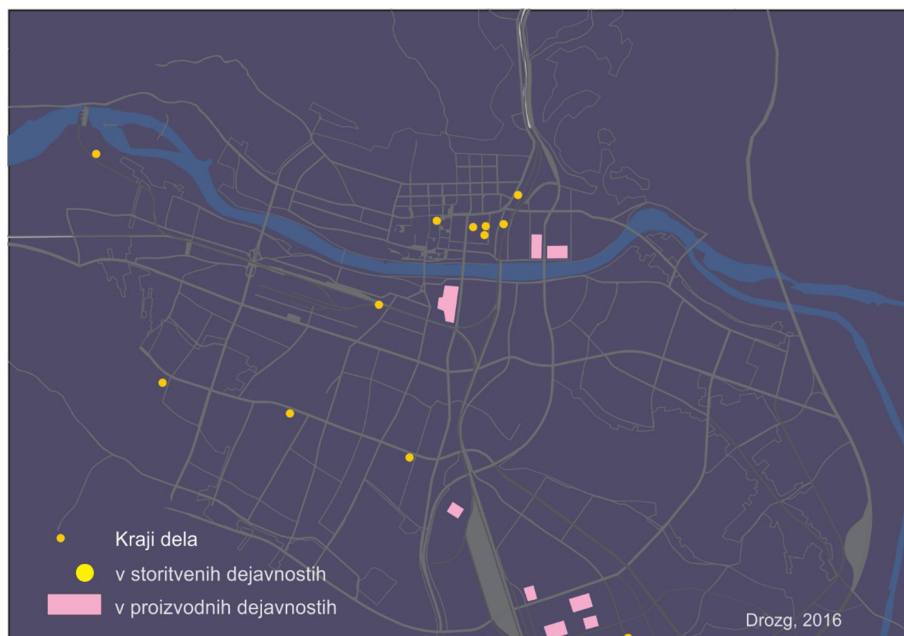 Kraji dela
v storitvenih dejavnostih
v proizvodnih dejavnostih
Drozg, 2016